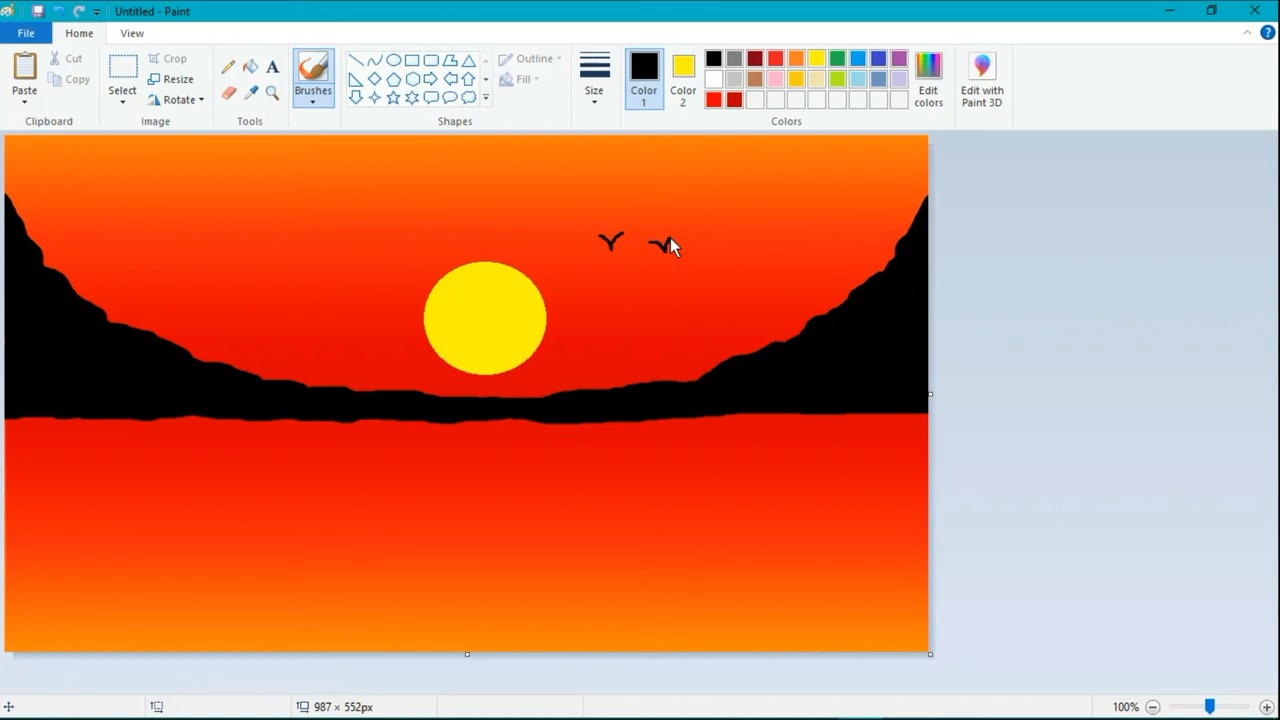 Untitled - Paint
File
Home
View
Paste
Cut
Copy
Clipboard
Select
Crop
Resize
Rotate
Image
A
Tools
Brushes
Shapes
Outline
Fill
Size
Color 1
Color 2
Edit colors
Colors
Edit with Paint 3D
987 × 552px
100%